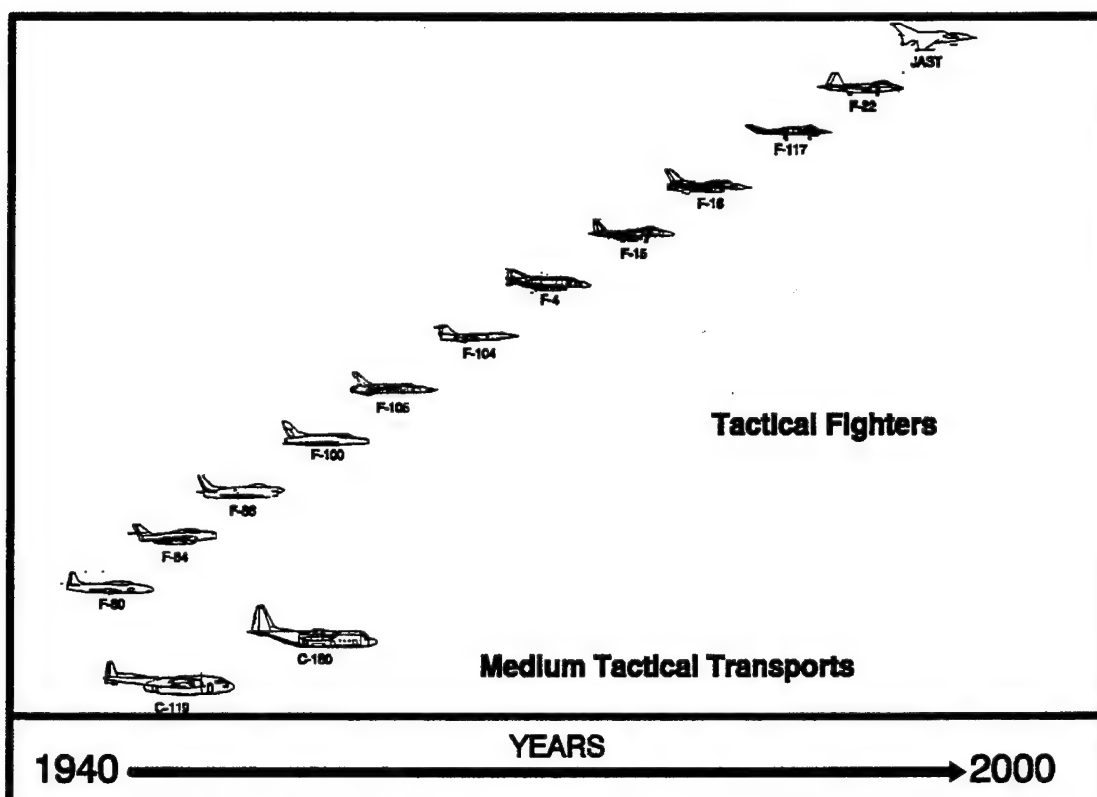 JAST
F-22
F-117
F-16
F-15
F-4
F-104
F-105
Tactical Fighters
F-100
F-86
F-84
F-80
C-130
Medium Tactical Transports
C-119
YEARS
1940 2000